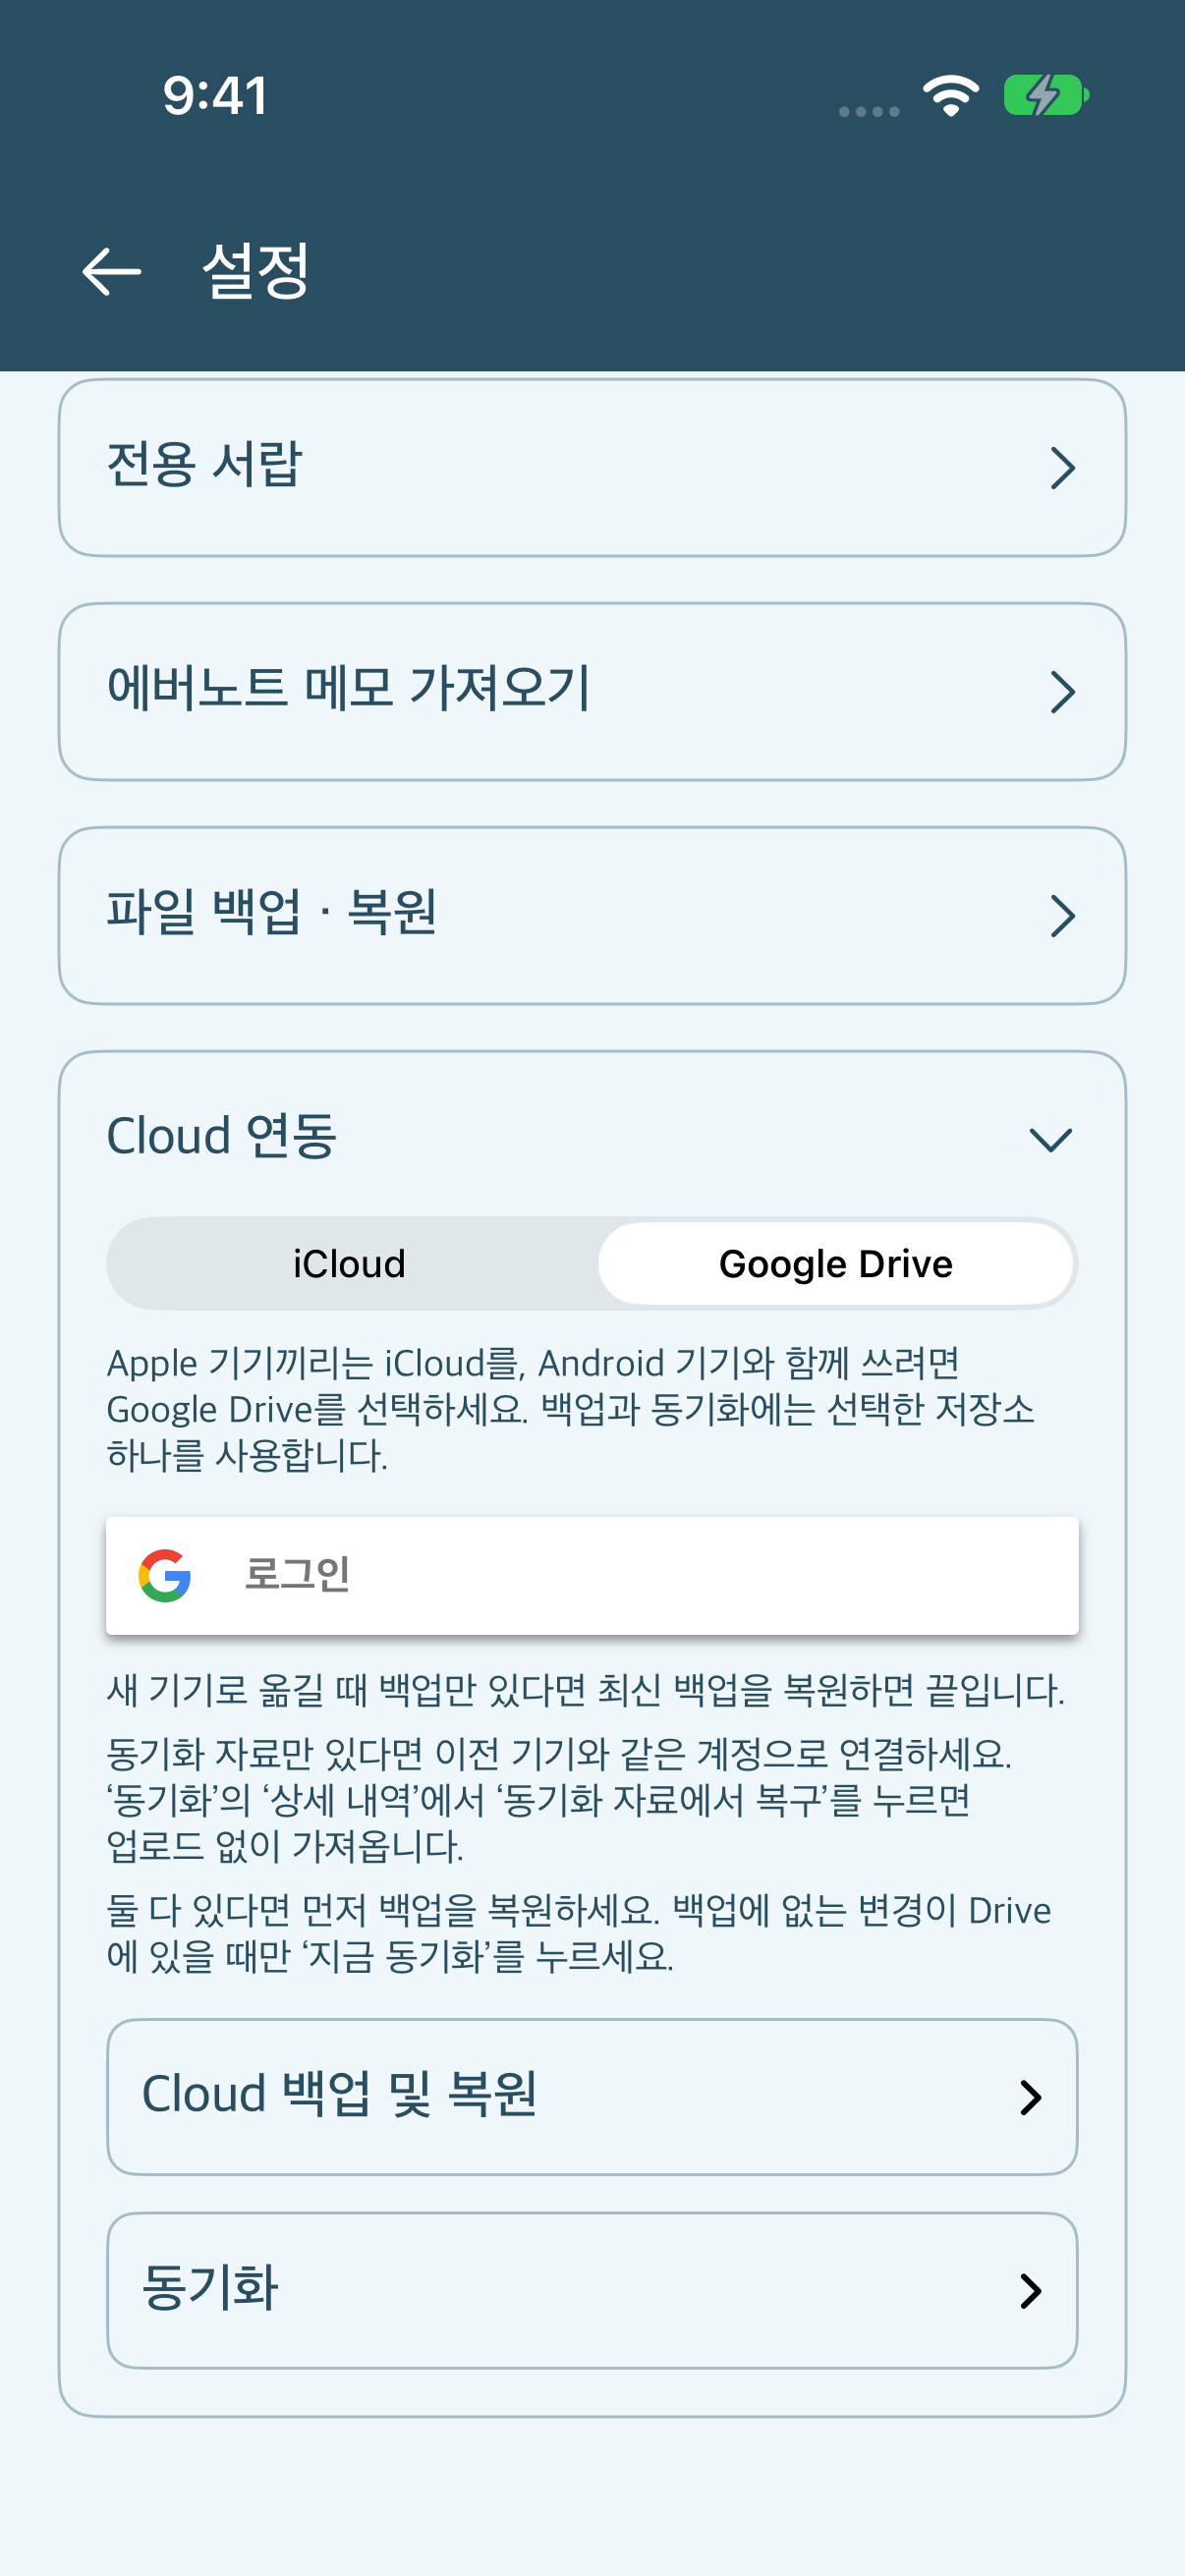 9:41
설정
전용 서랍
에버노트 메모 가져오기
파일 백업 · 복원
Cloud 연동
iCloud
Google Drive
Apple 기기끼리는 iCloud를, Android 기기와 함께 쓰려면
Google Drive를 선택하세요. 백업과 동기화에는 선택한 저장소
하나를 사용합니다.
로그인
새 기기로 옮길 때 백업만 있다면 최신 백업을 복원하면 끝입니다.
동기화 자료만 있다면 이전 기기와 같은 계정으로 연결하세요.
‘동기화’의 ‘상세 내역’에서 ‘동기화 자료에서 복구’를 누르면
업로드 없이 가져옵니다.
둘 다 있다면 먼저 백업을 복원하세요. 백업에 없는 변경이 Drive
에 있을 때만 ‘지금 동기화’를 누르세요.
Cloud 백업 및 복원
동기화